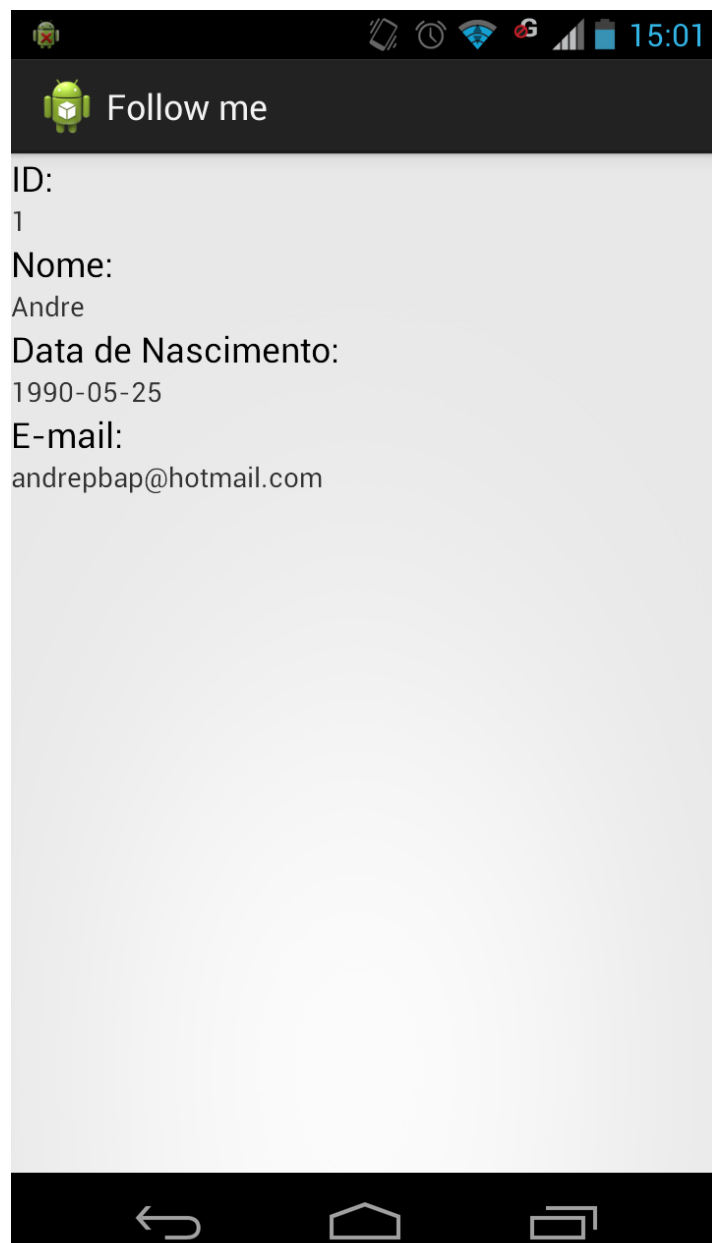 G
15:01
Follow me
ID:
1
Nome:
Andre
Data de Nascimento:
1990-05-25
E-mail:
andrepbap@hotmail.com